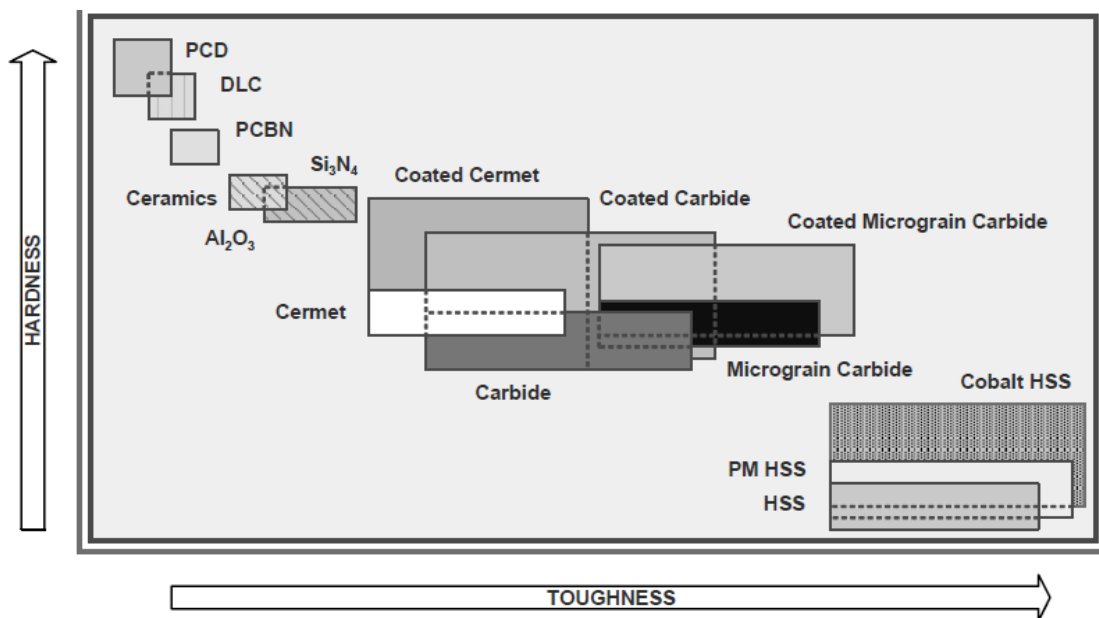 PCD
DLC
PCBN
Si₃N₄
Ceramics
Al₂O₃
Coated Cermet
Coated Carbide
Coated Micrograin Carbide
Cermet
Micrograin Carbide
Carbide
Cobalt HSS
PM HSS
HSS
HARDNESS
TOUGHNESS